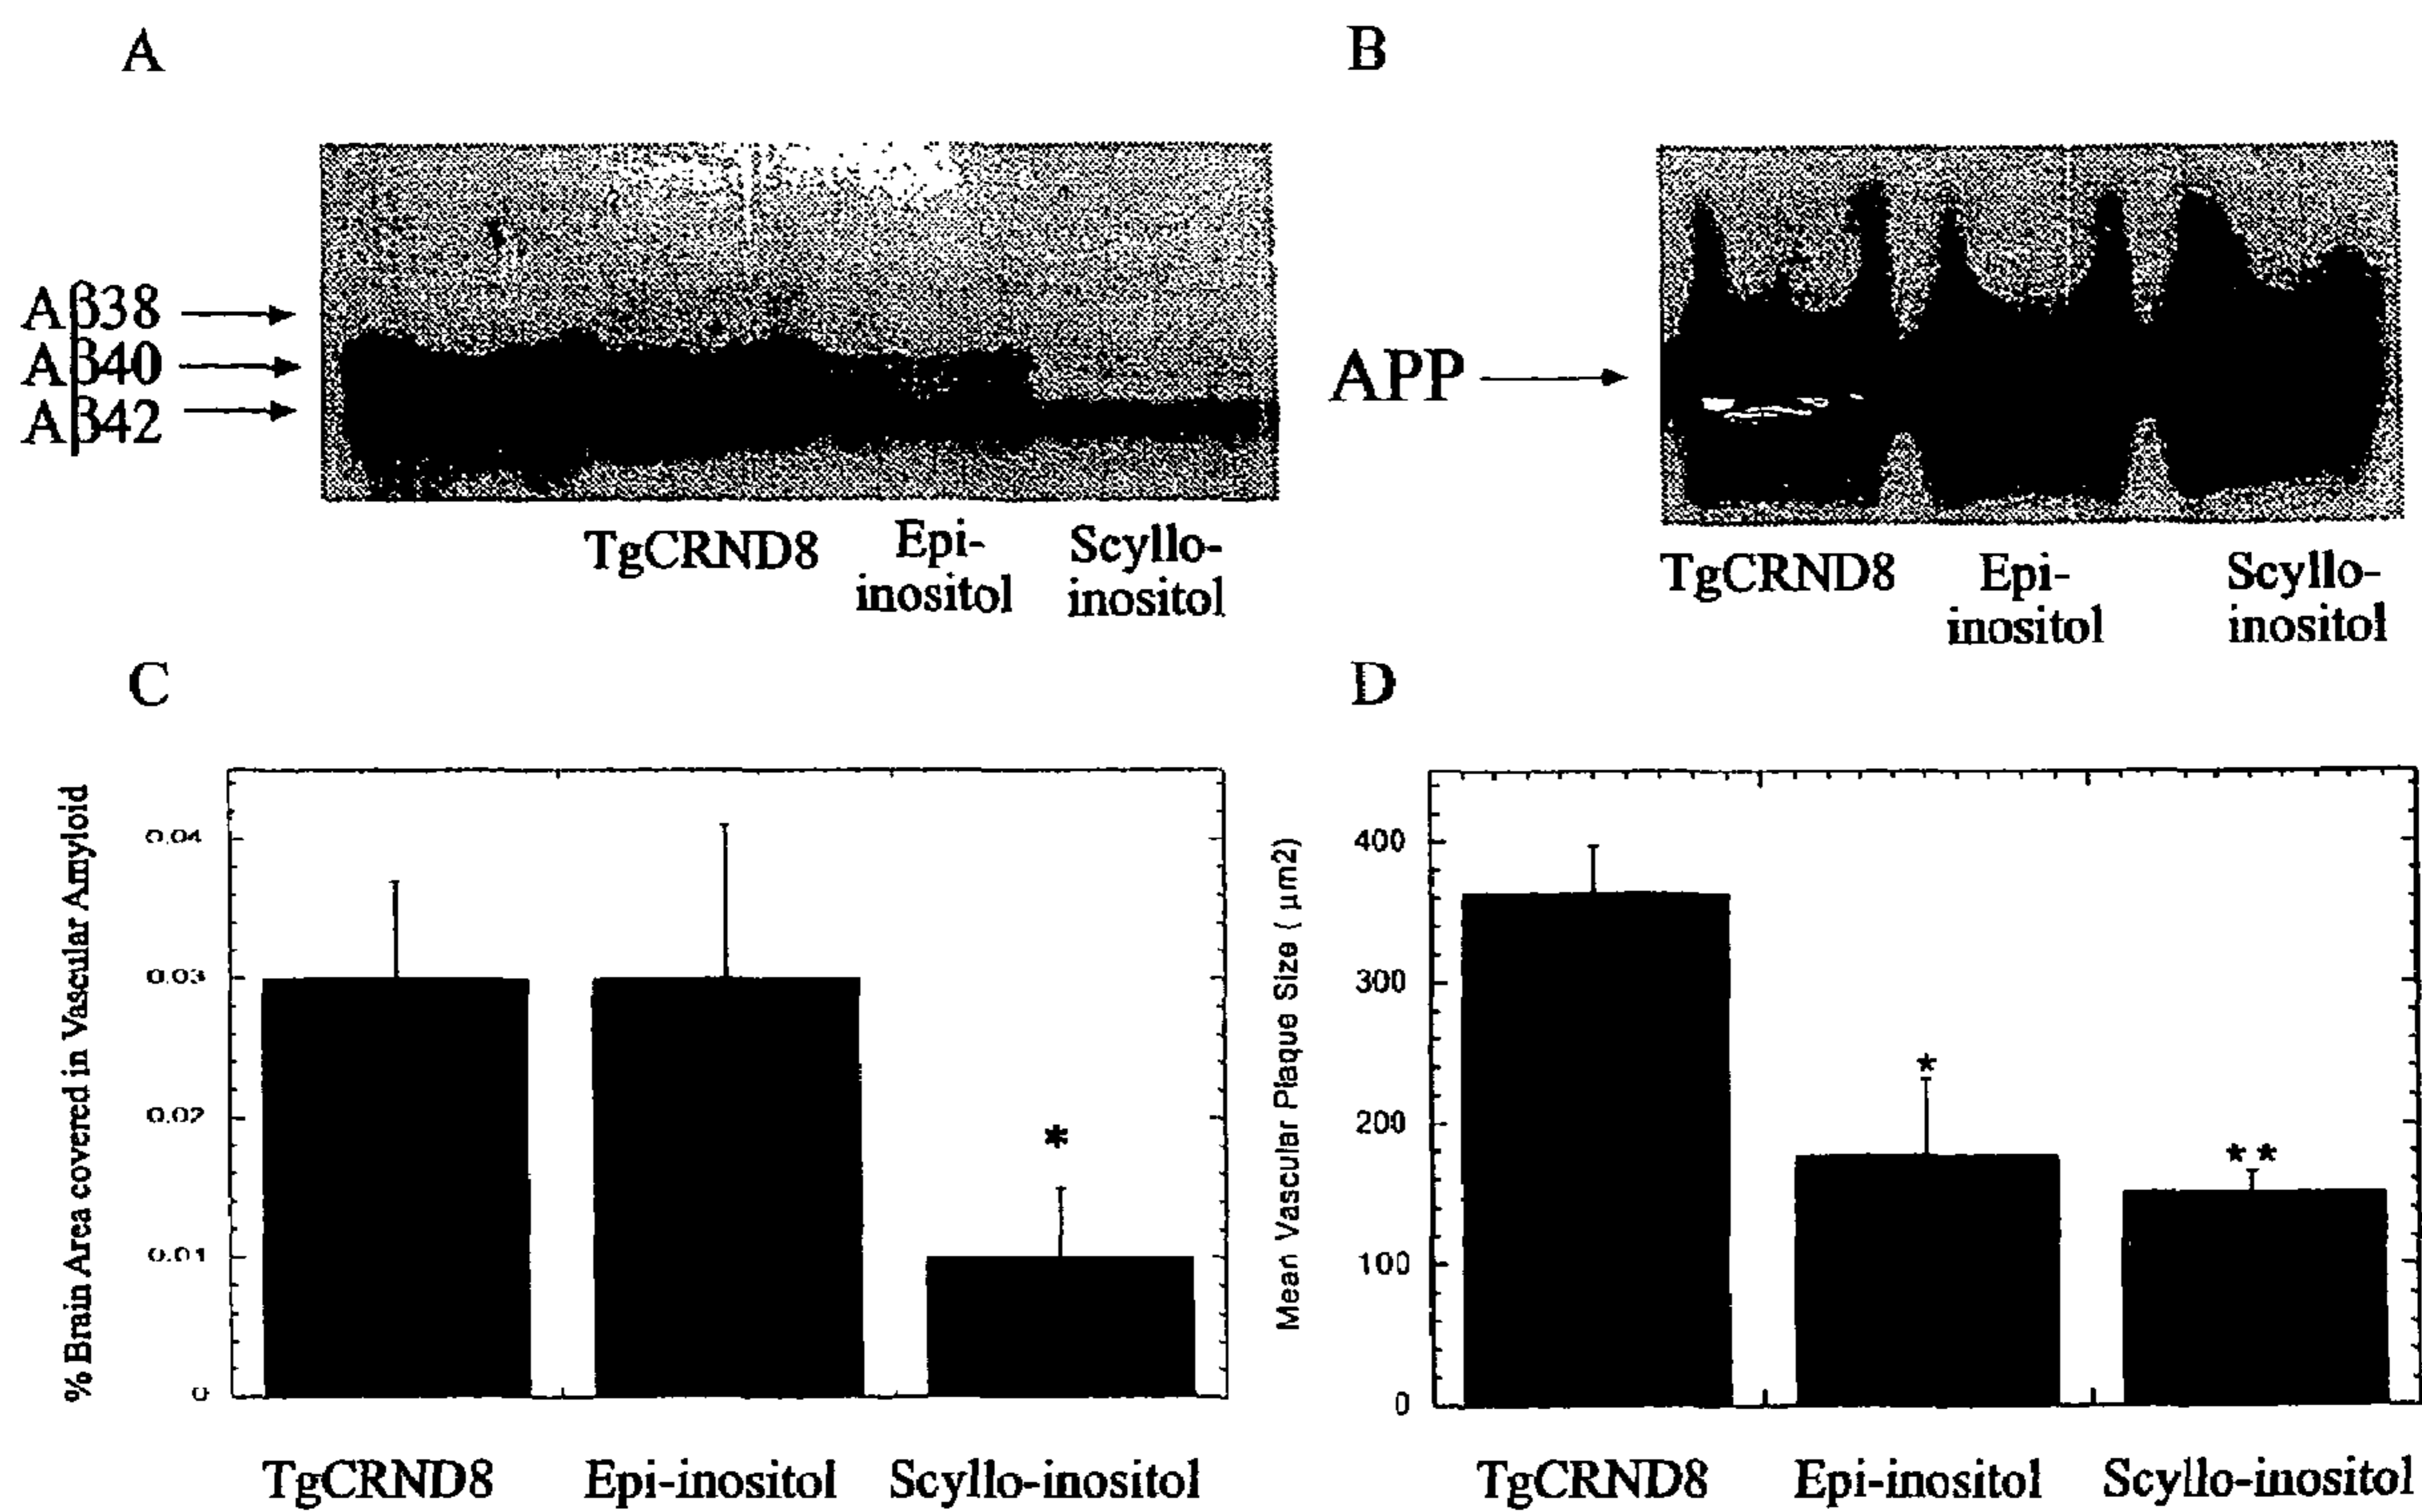 A
B
Aβ38
Aβ40
Aβ42
APP
TgCRND8
Epi-
inositol
Scyllo-
inositol
TgCRND8
Epi-
inositol
Scyllo-
inositol
C
D
% Brain Area covered in Vascular Amyloid
0.04
0.03
0.02
0.01
0
*
TgCRND8
Epi-inositol
Scyllo-inositol
Mean Vascular Plaque Size ( µm2)
400
300
200
100
0
*
**
TgCRND8
Epi-inositol
Scyllo-inositol